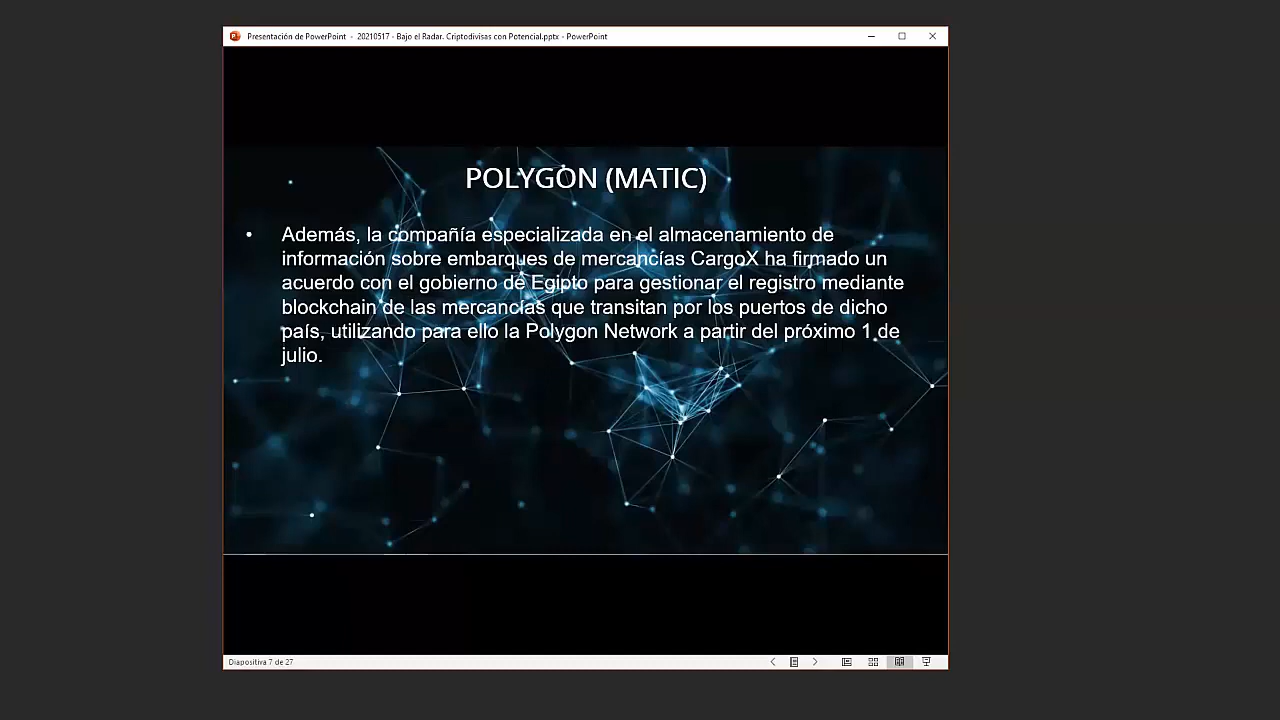 Presentación de PowerPoint - 20210517 - Bajo el Radar. Criptodivisas con Potencial.pptx - PowerPoint
POLYGON (MATIC)
• Además, la compañía especializada en el almacenamiento de
información sobre embarques de mercancías CargoX ha firmado un
acuerdo con el gobierno de Egipto para gestionar el registro mediante
blockchain de las mercancías que transitan por los puertos de dicho
país, utilizando para ello la Polygon Network a partir del próximo 1 de
julio.
Diapositiva 7 de 27